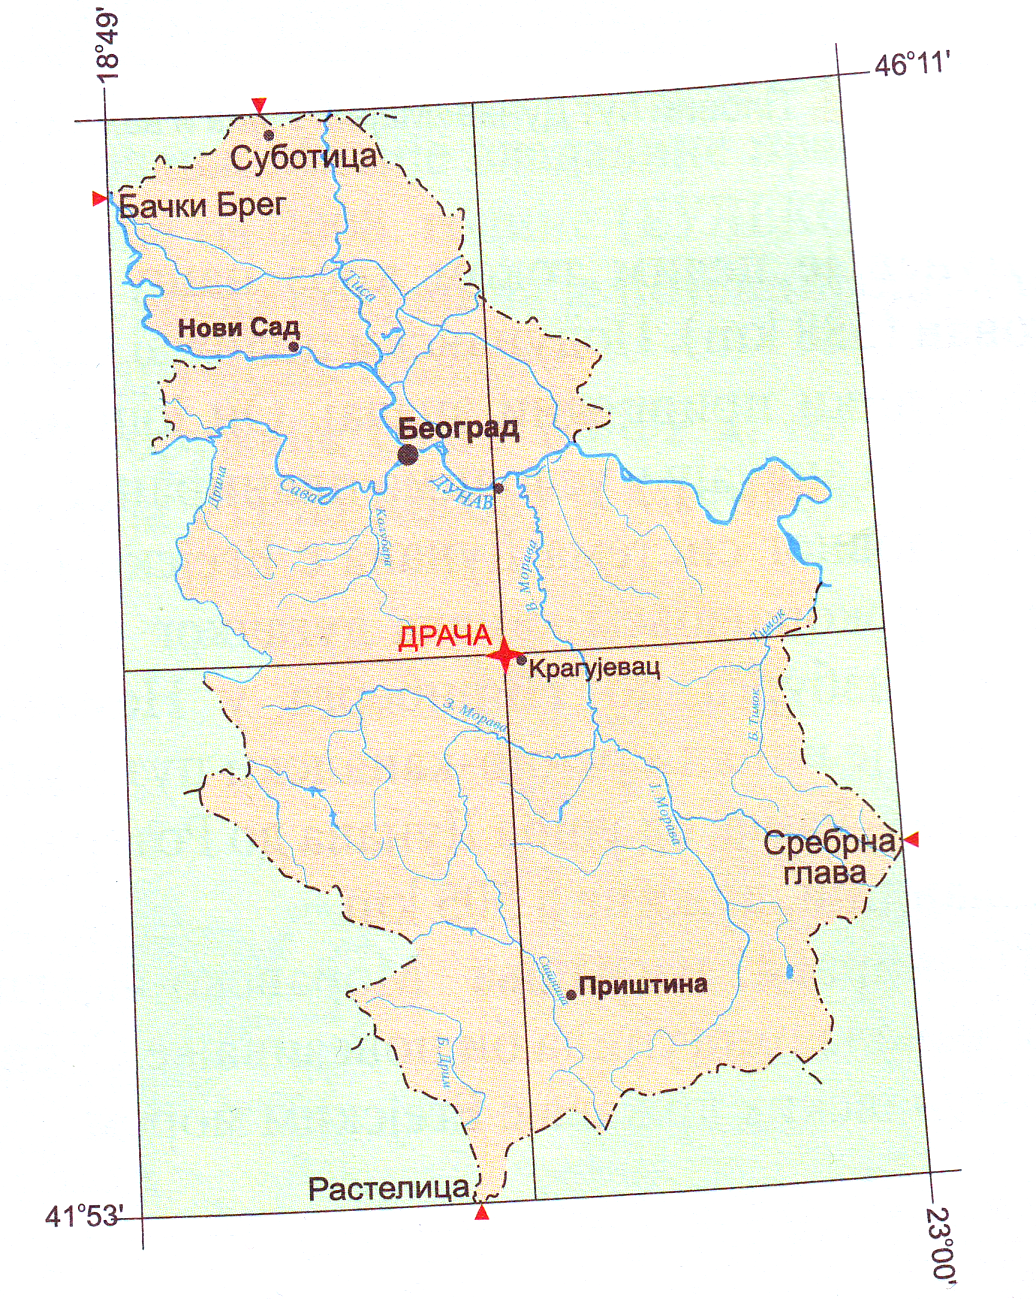 18°49'
46°11'
Суботица
Бачки Брег
Тиса
Нови Сад
Београд
ДУНАВ
Сава
Дрина
Колубара
В. Морава
ДРАЧА
Крагујевац
Тимок
Б. Тимок
З. Морава
Ј. Морава
Сребрна
глава
Ситница
Приштина
Б. Дрим
Растелица
41°53'
23°00'